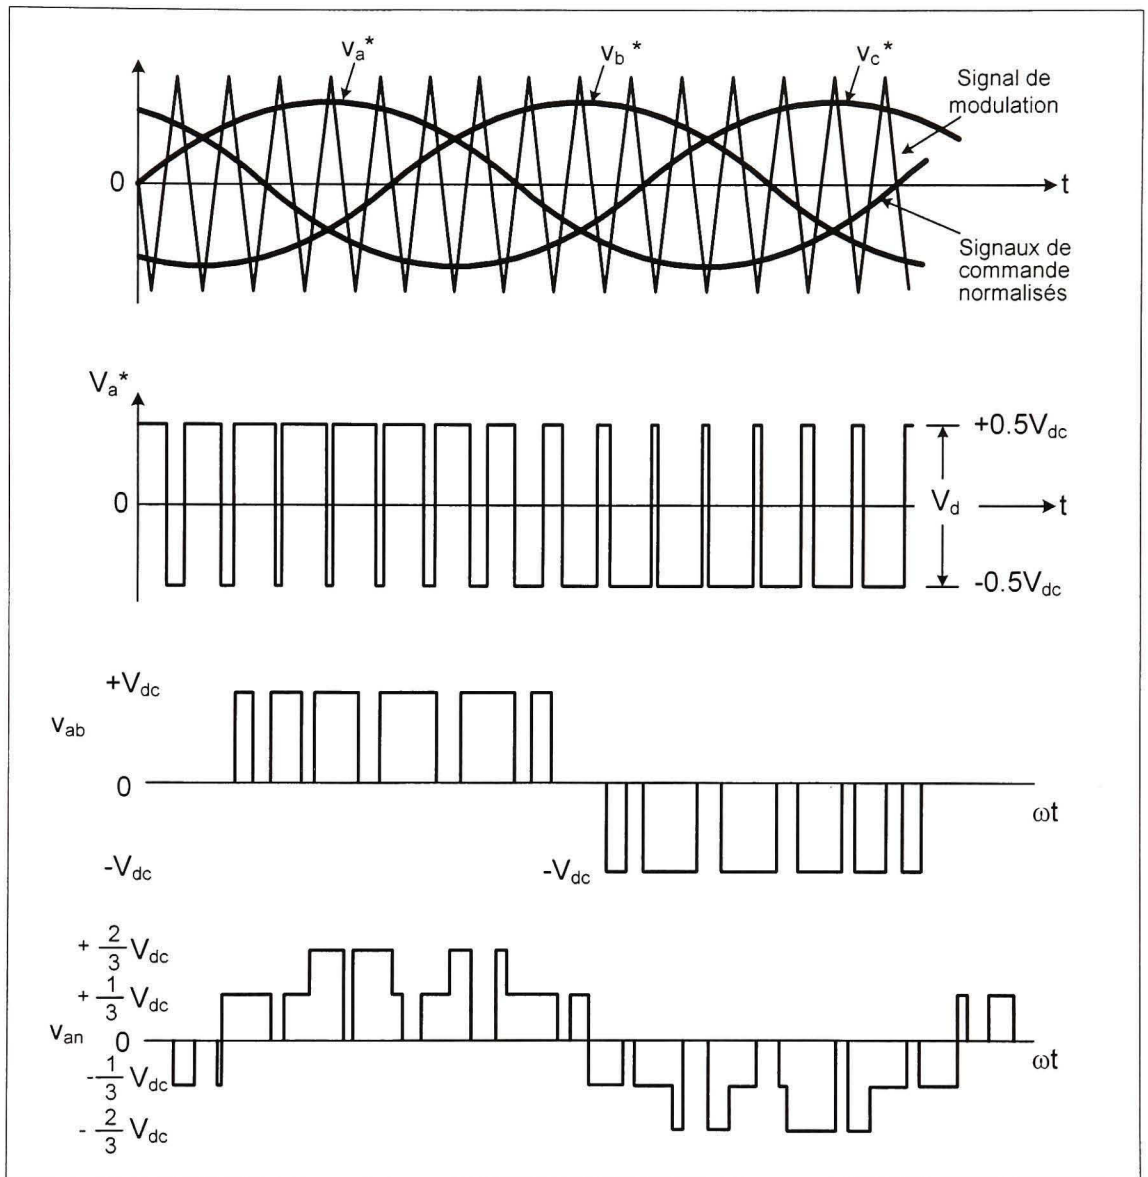 va*
vb*
vc*
Signal de
modulation
0
t
Signaux de
commande
normalisés
Va*
+0.5Vdc
0
Vd
t
-0.5Vdc
+Vdc
vab
0
ωt
-Vdc
-Vdc
+ 2/3 Vdc
+ 1/3 Vdc
van
0
ωt
- 1/3 Vdc
- 2/3 Vdc